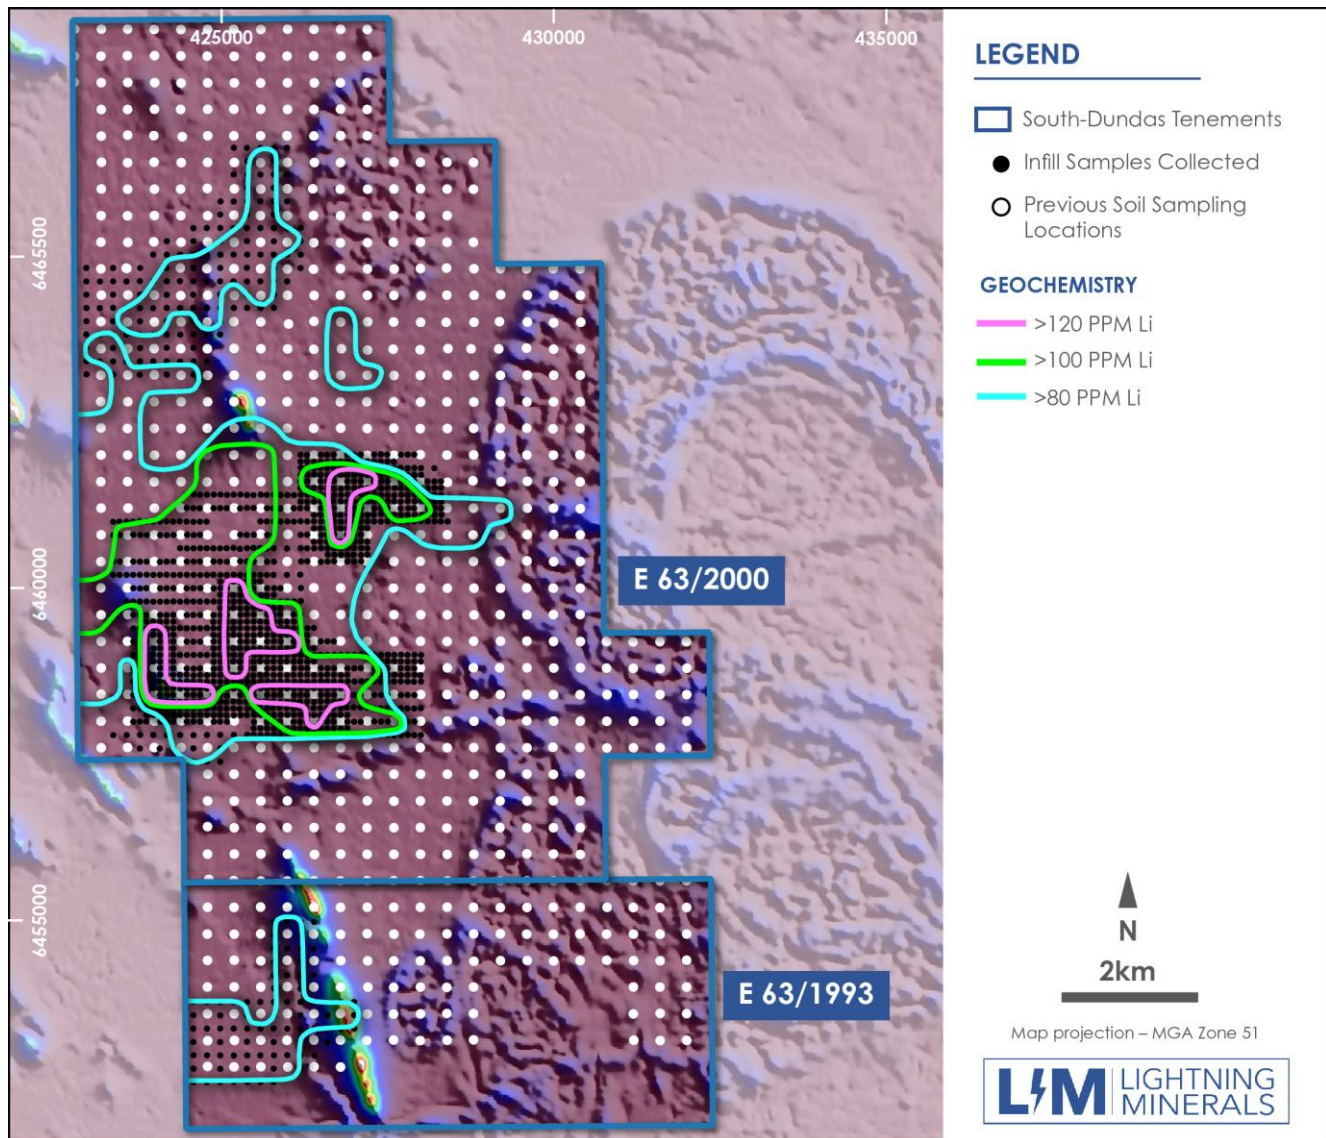 425000
430000
435000
6465500
6460000
6455000
E 63/2000
E 63/1993
LEGEND
South-Dundas Tenements
Infill Samples Collected
Previous Soil Sampling
Locations
GEOCHEMISTRY
>120 PPM Li
>100 PPM Li
>80 PPM Li
N
2km
Map projection – MGA Zone 51
LM LIGHTNING
MINERALS